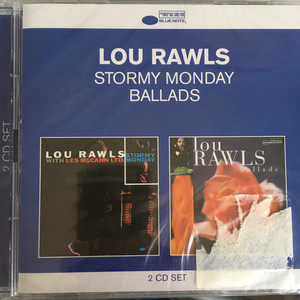 BLUE NOTE
LOU RAWLS
STORMY MONDAY
BALLADS
LOU RAWLS STORMY
WITH LES McCANN LTD. MONDAY
lou
RAWLS
ballads
2 CD SET
2 CD SET